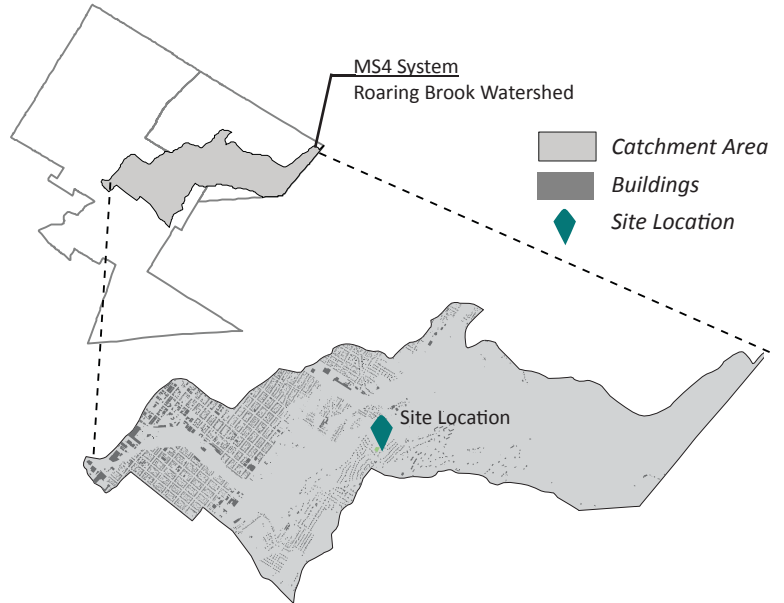 MS4 System
Roaring Brook Watershed
Catchment Area
Buildings
Site Location
Site Location